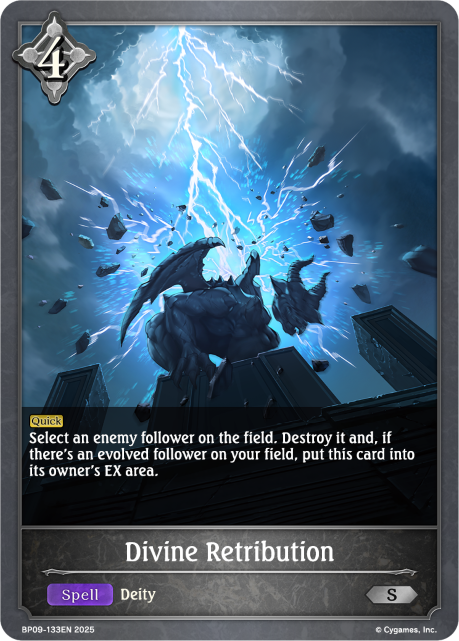 4
Quick
Select an enemy follower on the field. Destroy it and, if
there's an evolved follower on your field, put this card into
its owner's EX area.
Divine Retribution
Spell Deity S
BP09-133EN 2025 © Cygames, Inc.